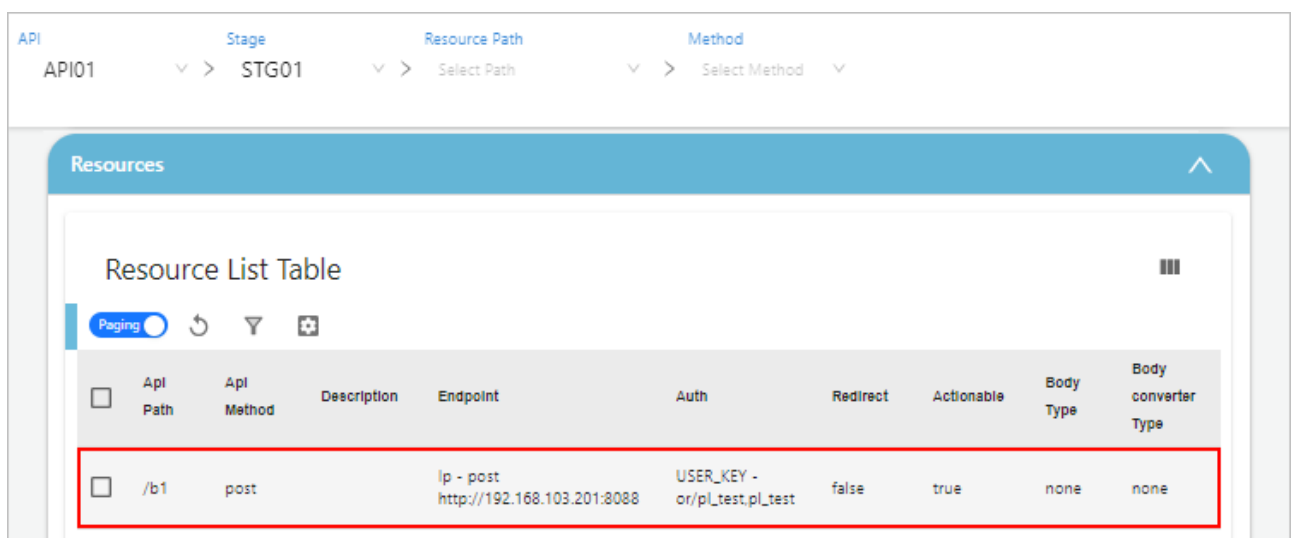 API Stage Resource Path Method
API01 > STG01 > Select Path > Select Method
Resources
Resource List Table
Paging
Api Path Api Method Description Endpoint Auth Redirect Actionable Body Type Body converter Type
/b1 post Ip - post http://192.168.103.201:8088 USER_KEY - or/pl_test,pl_test false true none none